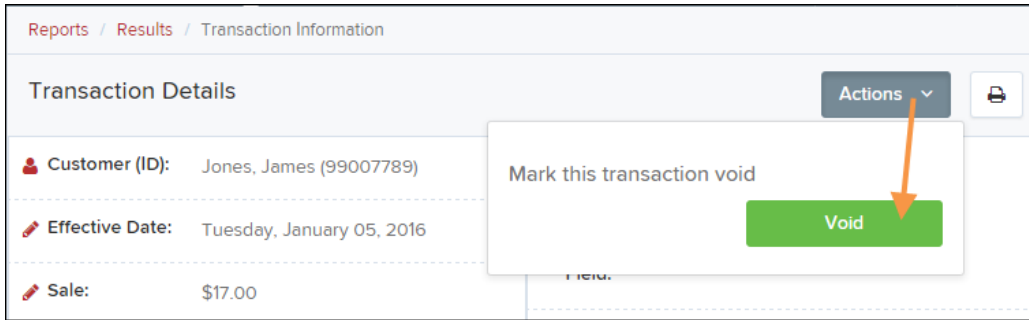 Reports / Results / Transaction Information
Transaction Details
Actions
Customer (ID): Jones, James (99007789)
Mark this transaction void
Effective Date: Tuesday, January 05, 2016
Void
Sale: $17.00